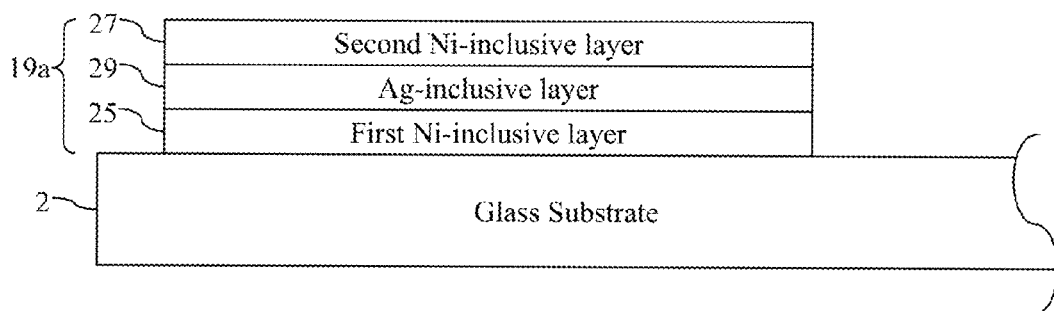 27
Second Ni-inclusive layer
19a
29
Ag-inclusive layer
25
First Ni-inclusive layer
2
Glass Substrate